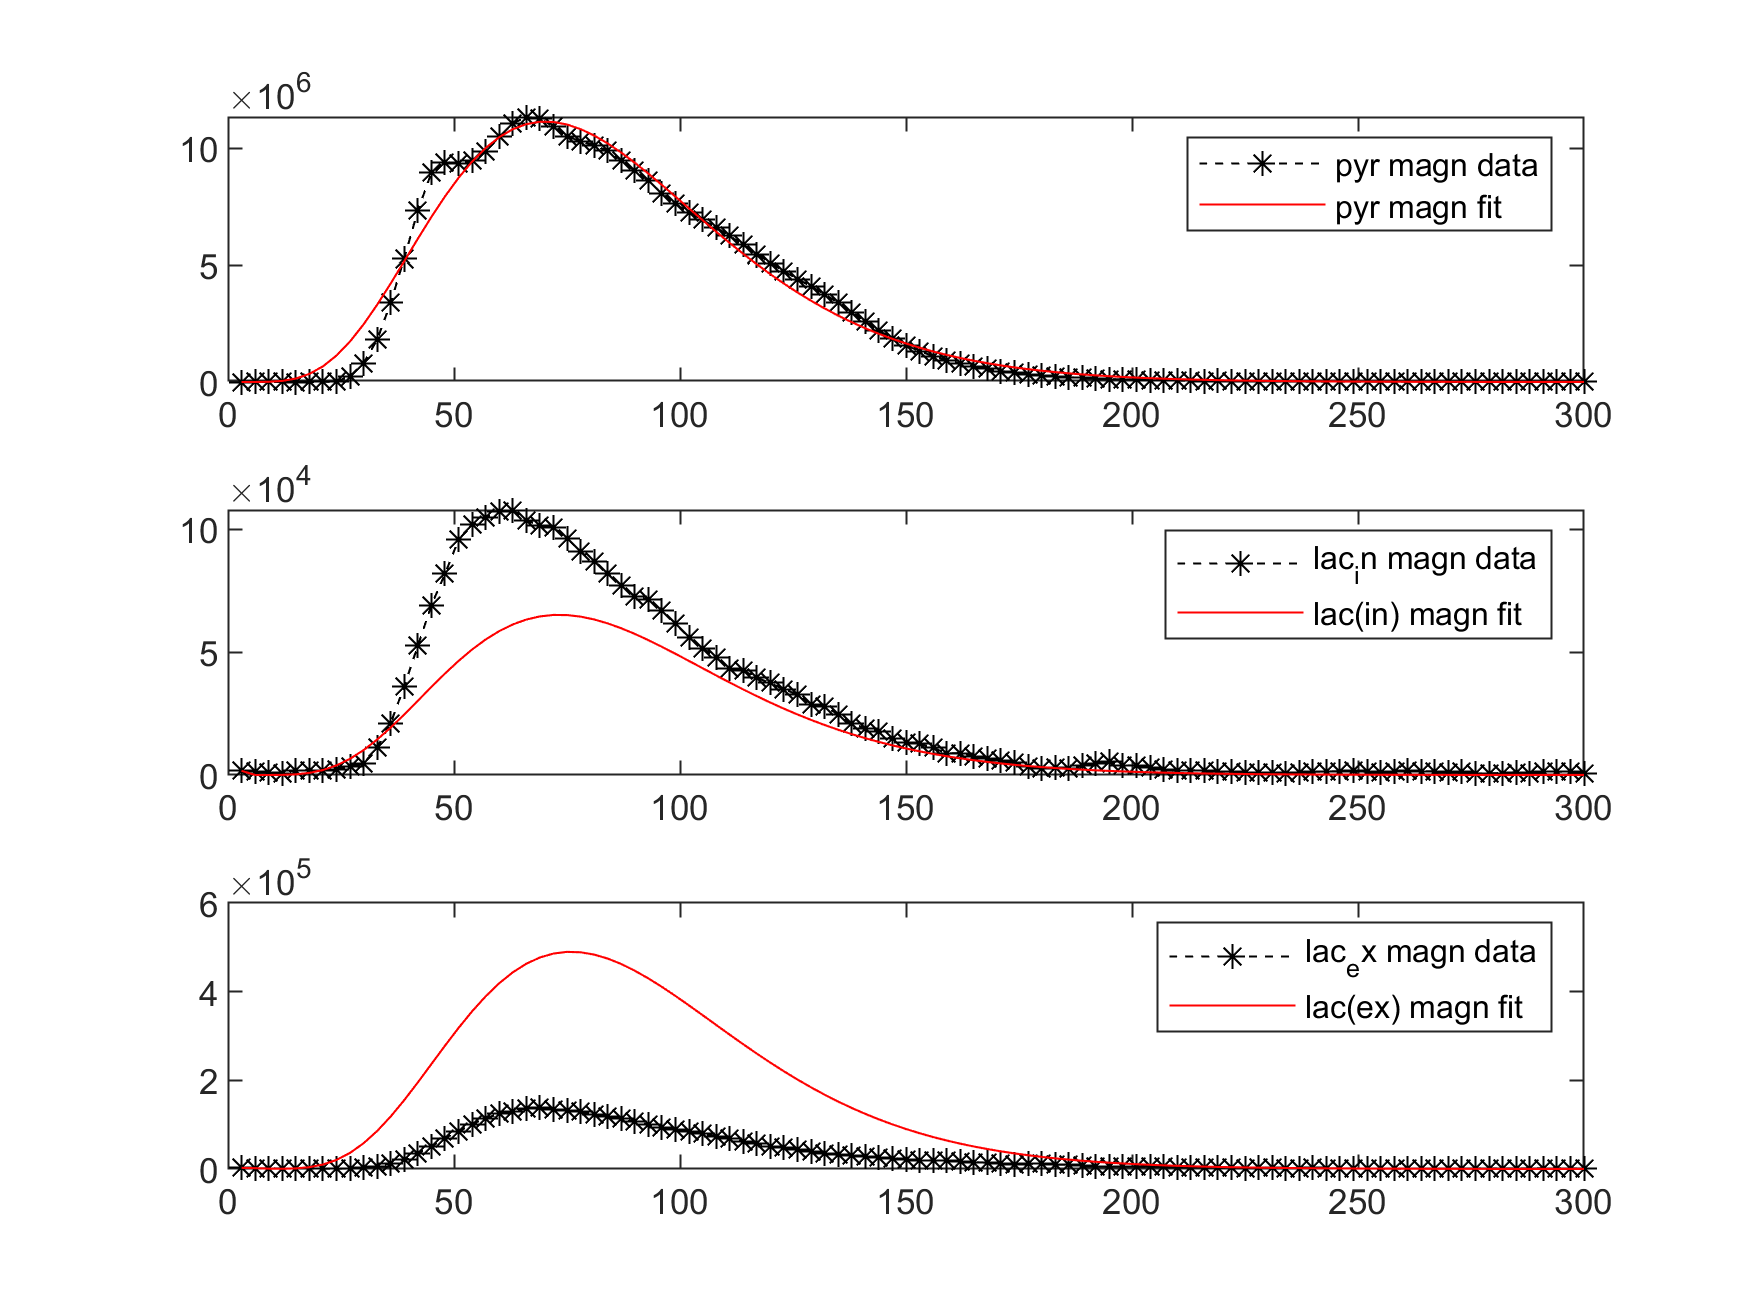 ×10^6
10
5
0
0 50 100 150 200 250 300
pyr magn data
pyr magn fit
×10^4
10
5
0
0 50 100 150 200 250 300
lac_in magn data
lac(in) magn fit
×10^5
6
4
2
0
0 50 100 150 200 250 300
lac_ex magn data
lac(ex) magn fit